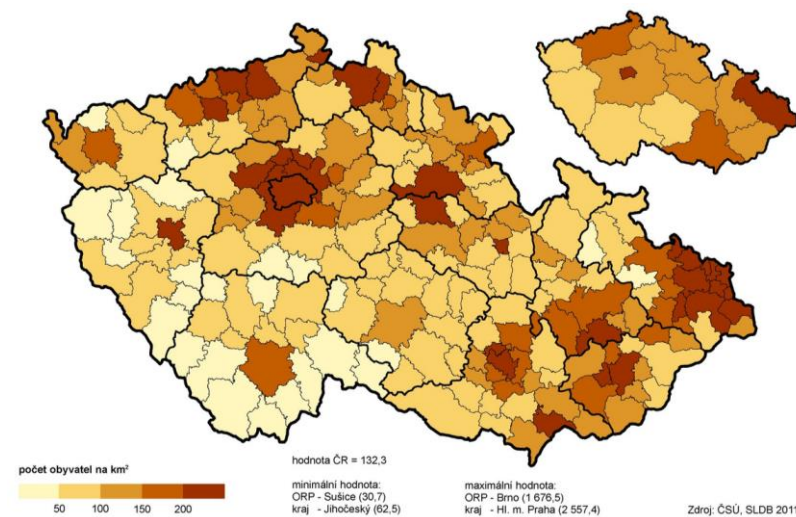 počet obyvatel na km²
50 100 150 200
hodnota ČR = 132,3
minimální hodnota:
ORP - Sušice (30,7)
kraj - Jihočeský (62,5)
maximální hodnota:
ORP - Brno (1 676,5)
kraj - Hl. m. Praha (2 557,4)
Zdroj: ČSÚ, SLDB 2011